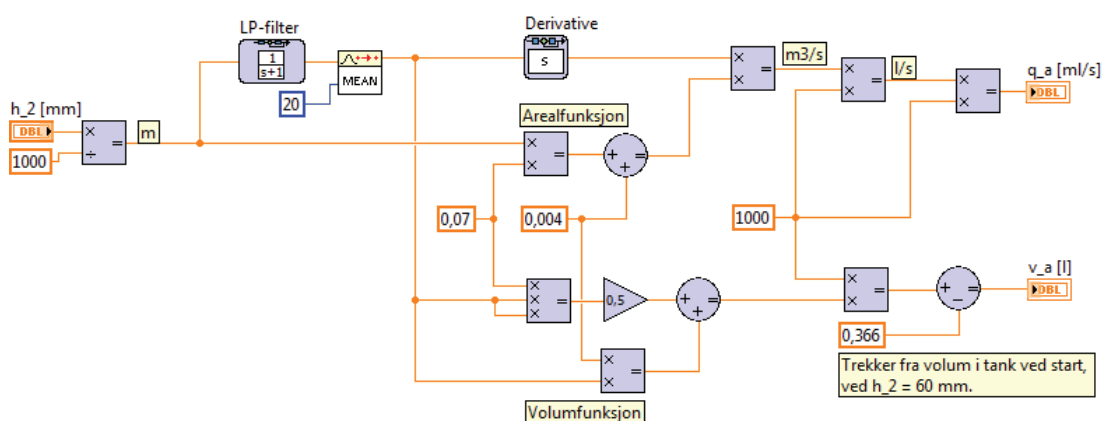 LP-filter
Derivative
1
s+1
MEAN
s
m3/s
l/s
q_a [ml/s]
DBL
20
h_2 [mm]
DBL
m
1000
Arealfunksjon
0,07
0,004
1000
v_a [l]
DBL
0,5
0,366
Trekker fra volum i tank ved start,
ved h_2 = 60 mm.
Volumfunksjon